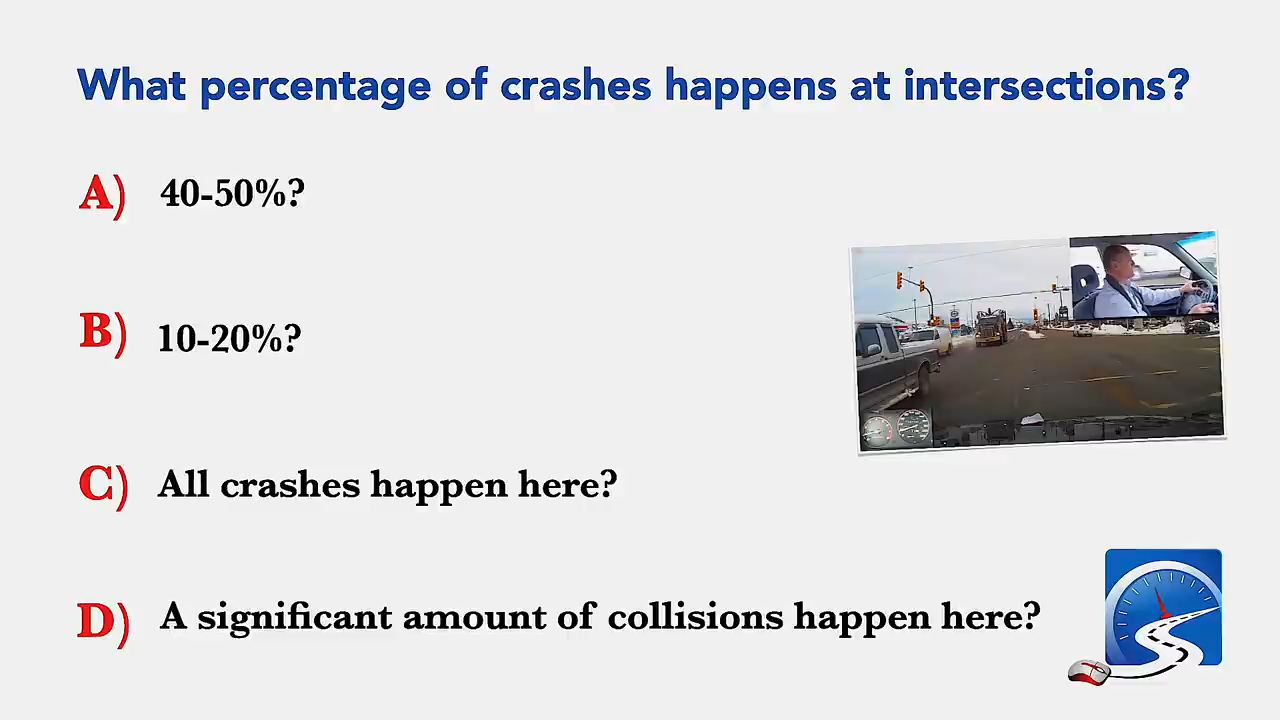 What percentage of crashes happens at intersections?
A) 40-50%?
B) 10-20%?
C) All crashes happen here?
D) A significant amount of collisions happen here?